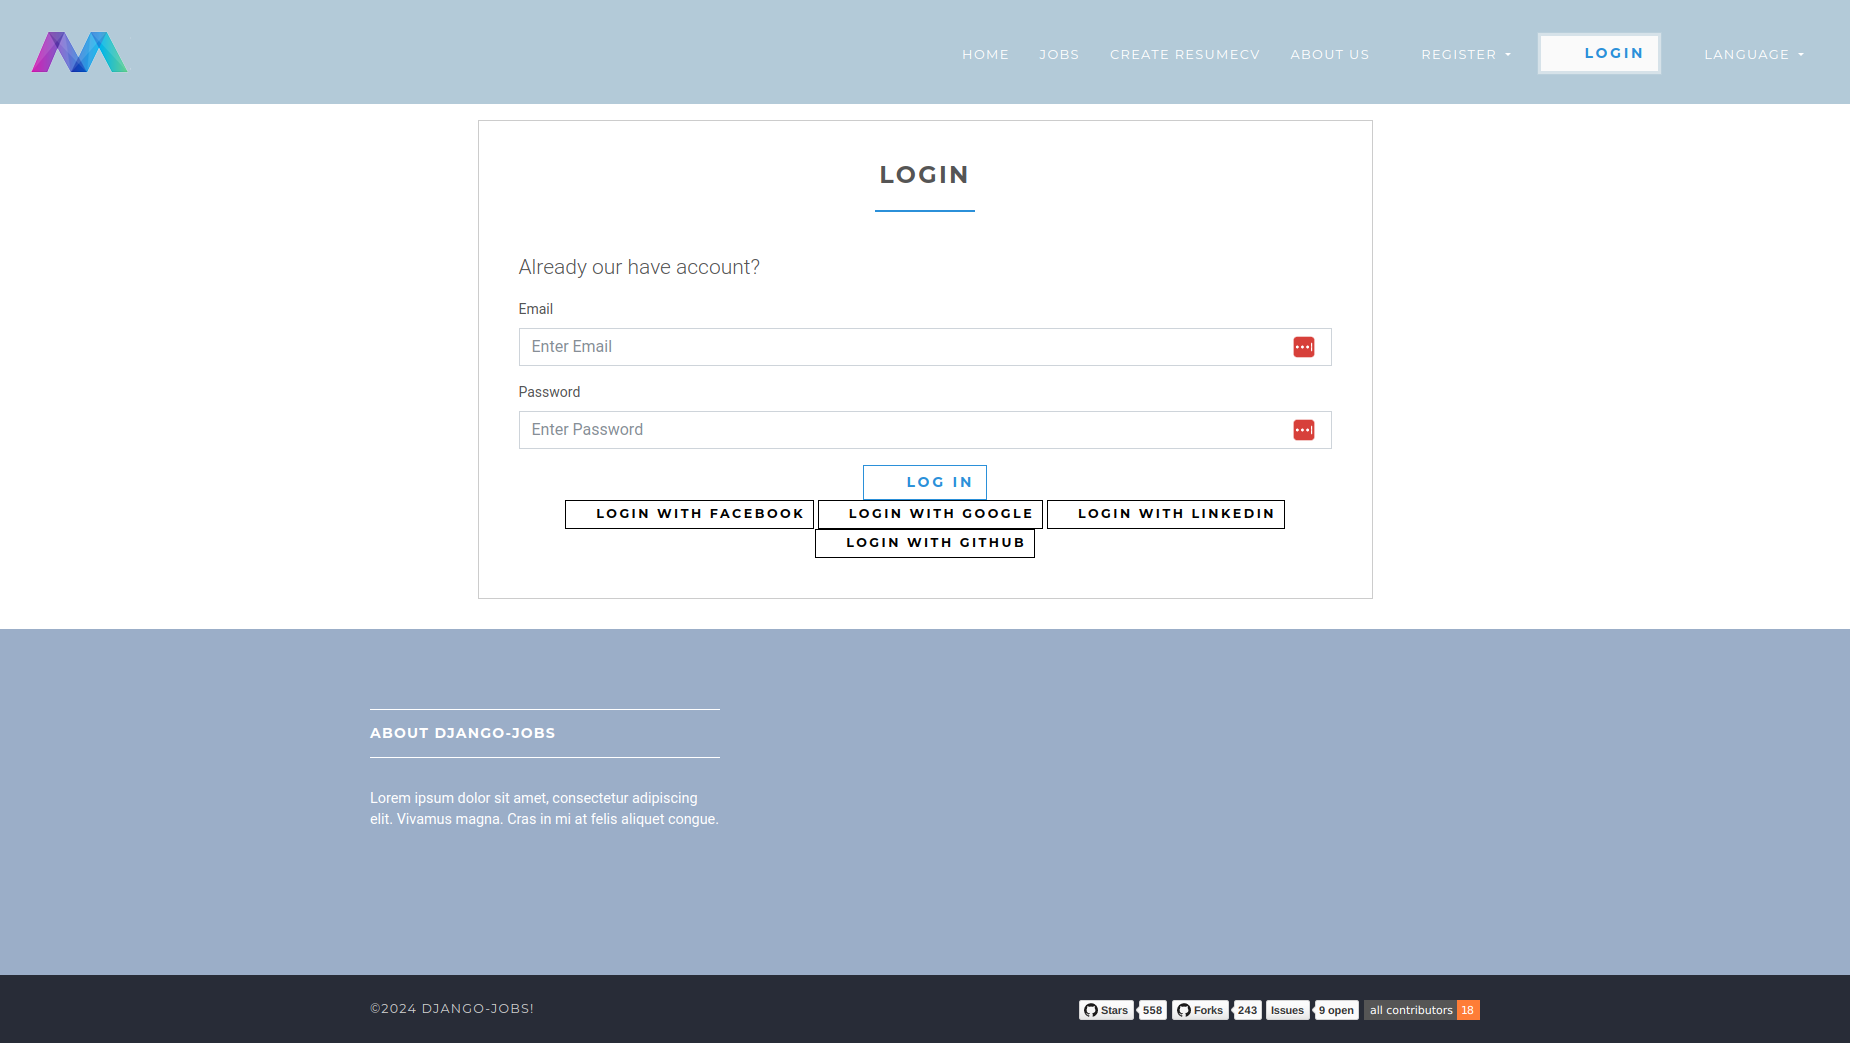 HOME JOBS CREATE RESUMECV ABOUT US REGISTER LOGIN LANGUAGE
LOGIN
Already our have account?
Email
Enter Email
Password
Enter Password
LOG IN
LOGIN WITH FACEBOOK LOGIN WITH GOOGLE LOGIN WITH LINKEDIN
LOGIN WITH GITHUB
ABOUT DJANGO-JOBS
Lorem ipsum dolor sit amet, consectetur adipiscing
elit. Vivamus magna. Cras in mi at felis aliquet congue.
©2024 DJANGO-JOBS! Stars 558 Forks 243 Issues 9 open all contributors 18